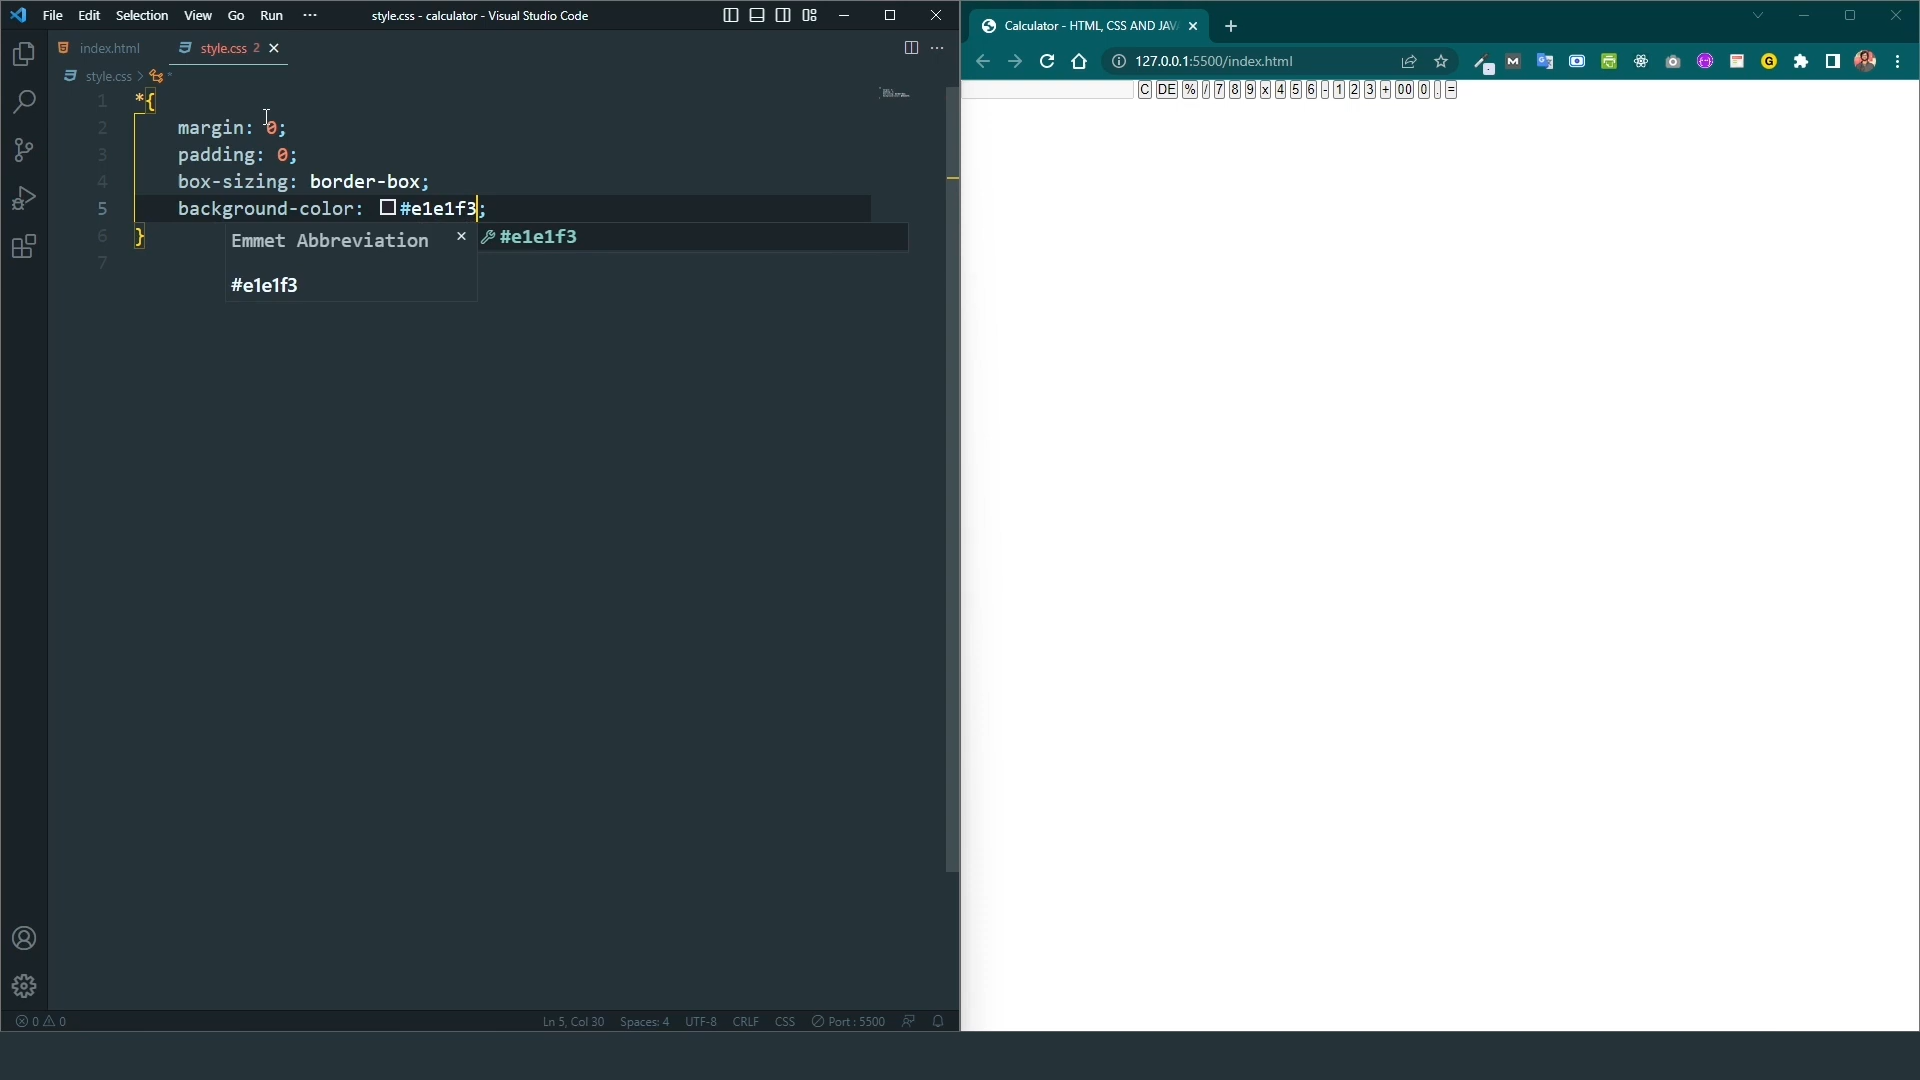 File Edit Selection View Go Run ··· style.css - calculator - Visual Studio Code
index.html style.css 2
style.css > *
1 *{
2 margin: 0;
3 padding: 0;
4 box-sizing: border-box;
5 background-color: #e1e1f3;
6 }
7
Emmet Abbreviation
#e1e1f3
#e1e1f3
0 0 Ln 5, Col 30 Spaces: 4 UTF-8 CRLF CSS Port : 5500
Calculator - HTML, CSS AND JAV
127.0.0.1:5500/index.html
C DE % / 7 8 9 x 4 5 6 - 1 2 3 + 00 0 . =